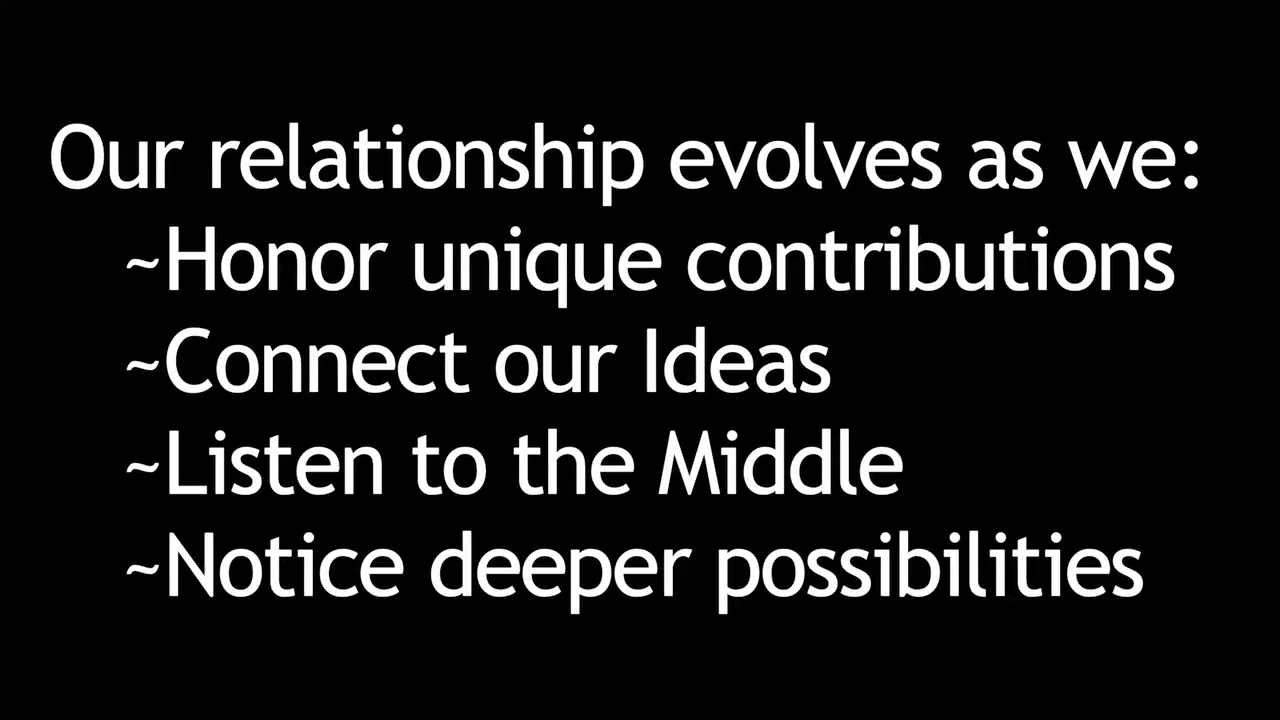 Our relationship evolves as we:
~Honor unique contributions
~Connect our Ideas
~Listen to the Middle
~Notice deeper possibilities